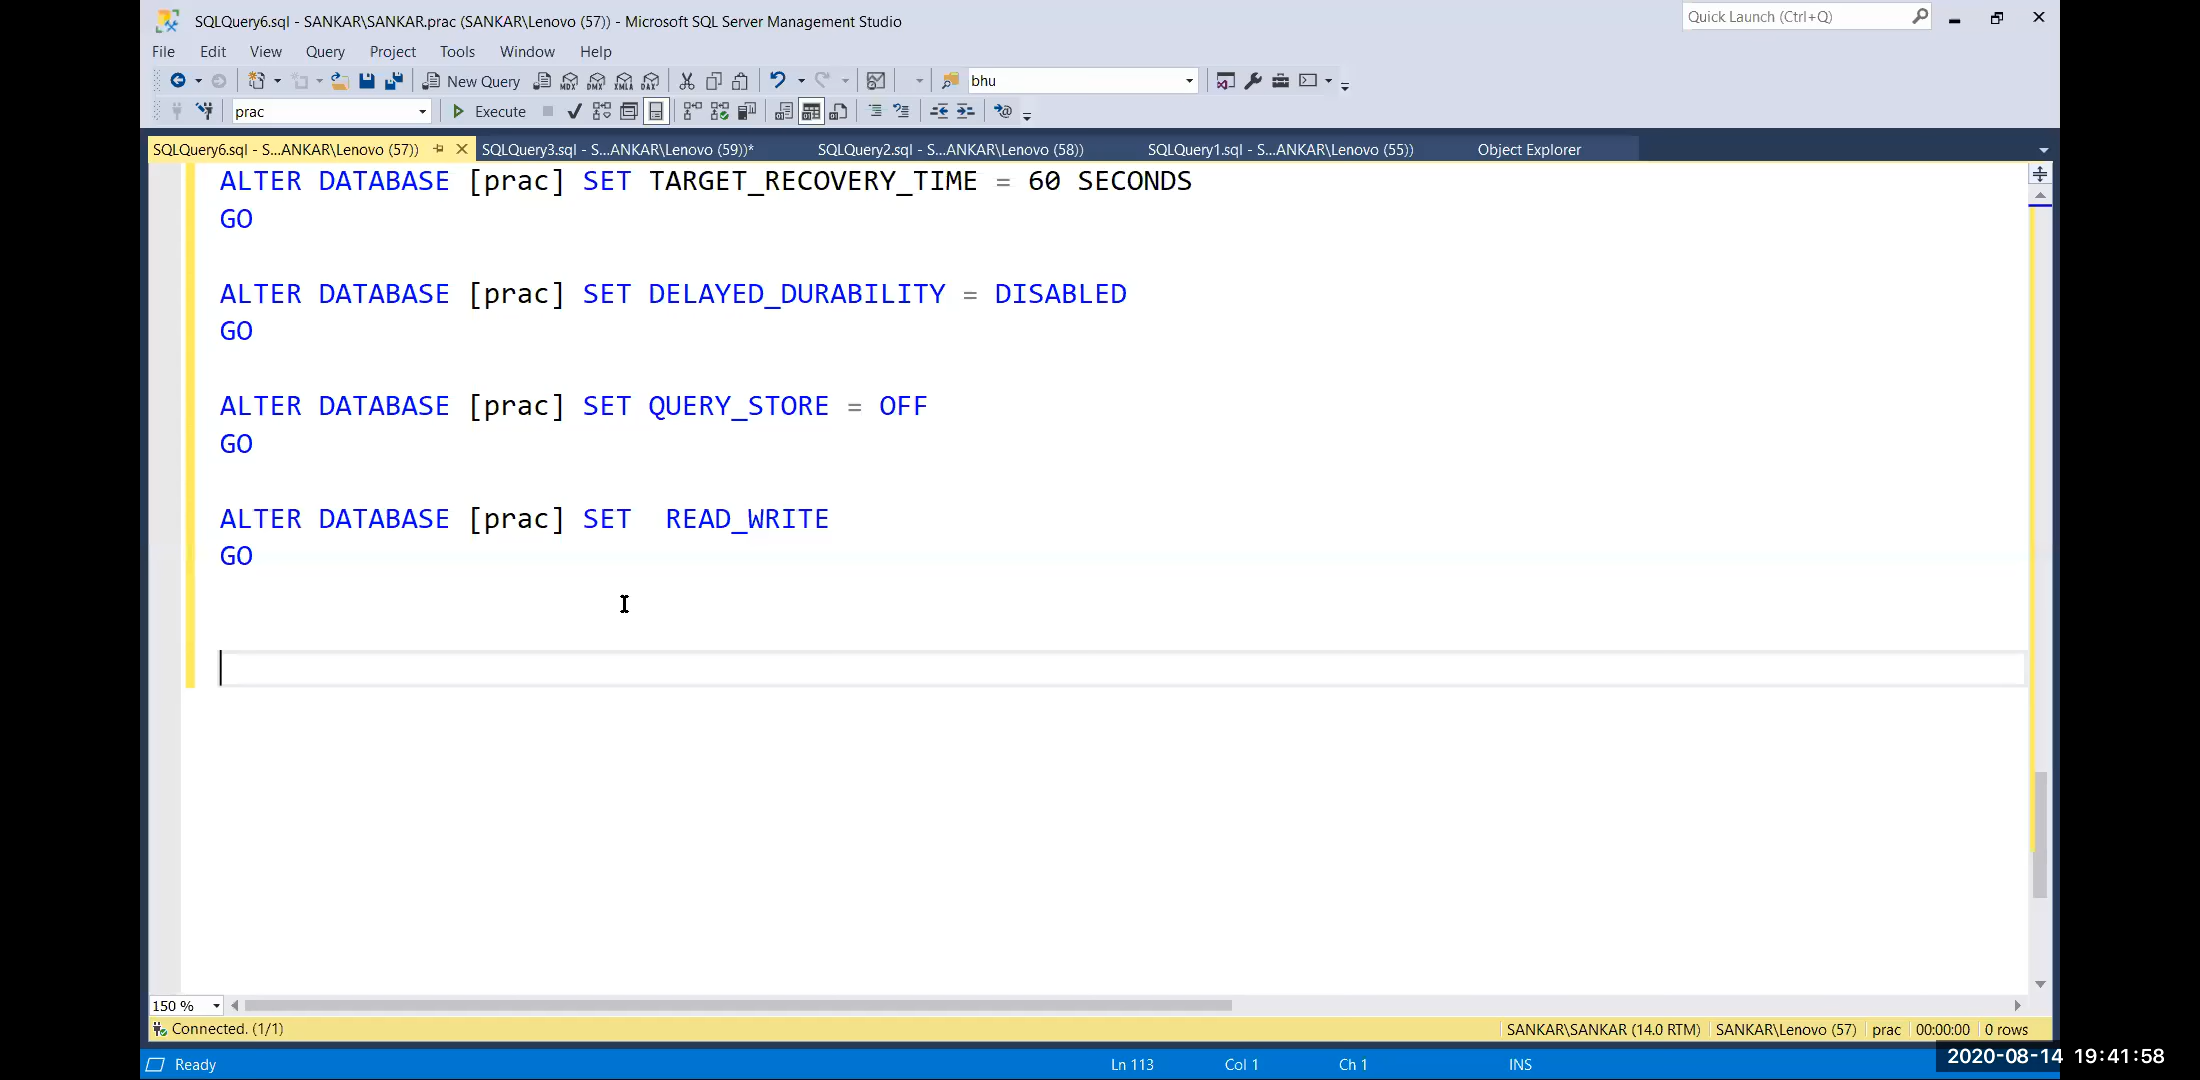 SQLQuery6.sql - SANKAR\SANKAR.prac (SANKAR\Lenovo (57)) - Microsoft SQL Server Management Studio
Quick Launch (Ctrl+Q)
File Edit View Query Project Tools Window Help
New Query MDX DMX XMLA DAX bhu
prac Execute
SQLQuery6.sql - S...ANKAR\Lenovo (57)) SQLQuery3.sql - S...ANKAR\Lenovo (59))* SQLQuery2.sql - S...ANKAR\Lenovo (58)) SQLQuery1.sql - S...ANKAR\Lenovo (55)) Object Explorer
ALTER DATABASE [prac] SET TARGET_RECOVERY_TIME = 60 SECONDS
GO
ALTER DATABASE [prac] SET DELAYED_DURABILITY = DISABLED
GO
ALTER DATABASE [prac] SET QUERY_STORE = OFF
GO
ALTER DATABASE [prac] SET  READ_WRITE
GO
150 %
Connected. (1/1) SANKAR\SANKAR (14.0 RTM) SANKAR\Lenovo (57) prac 00:00:00 0 rows
Ready Ln 113 Col 1 Ch 1 INS
2020-08-14 19:41:58